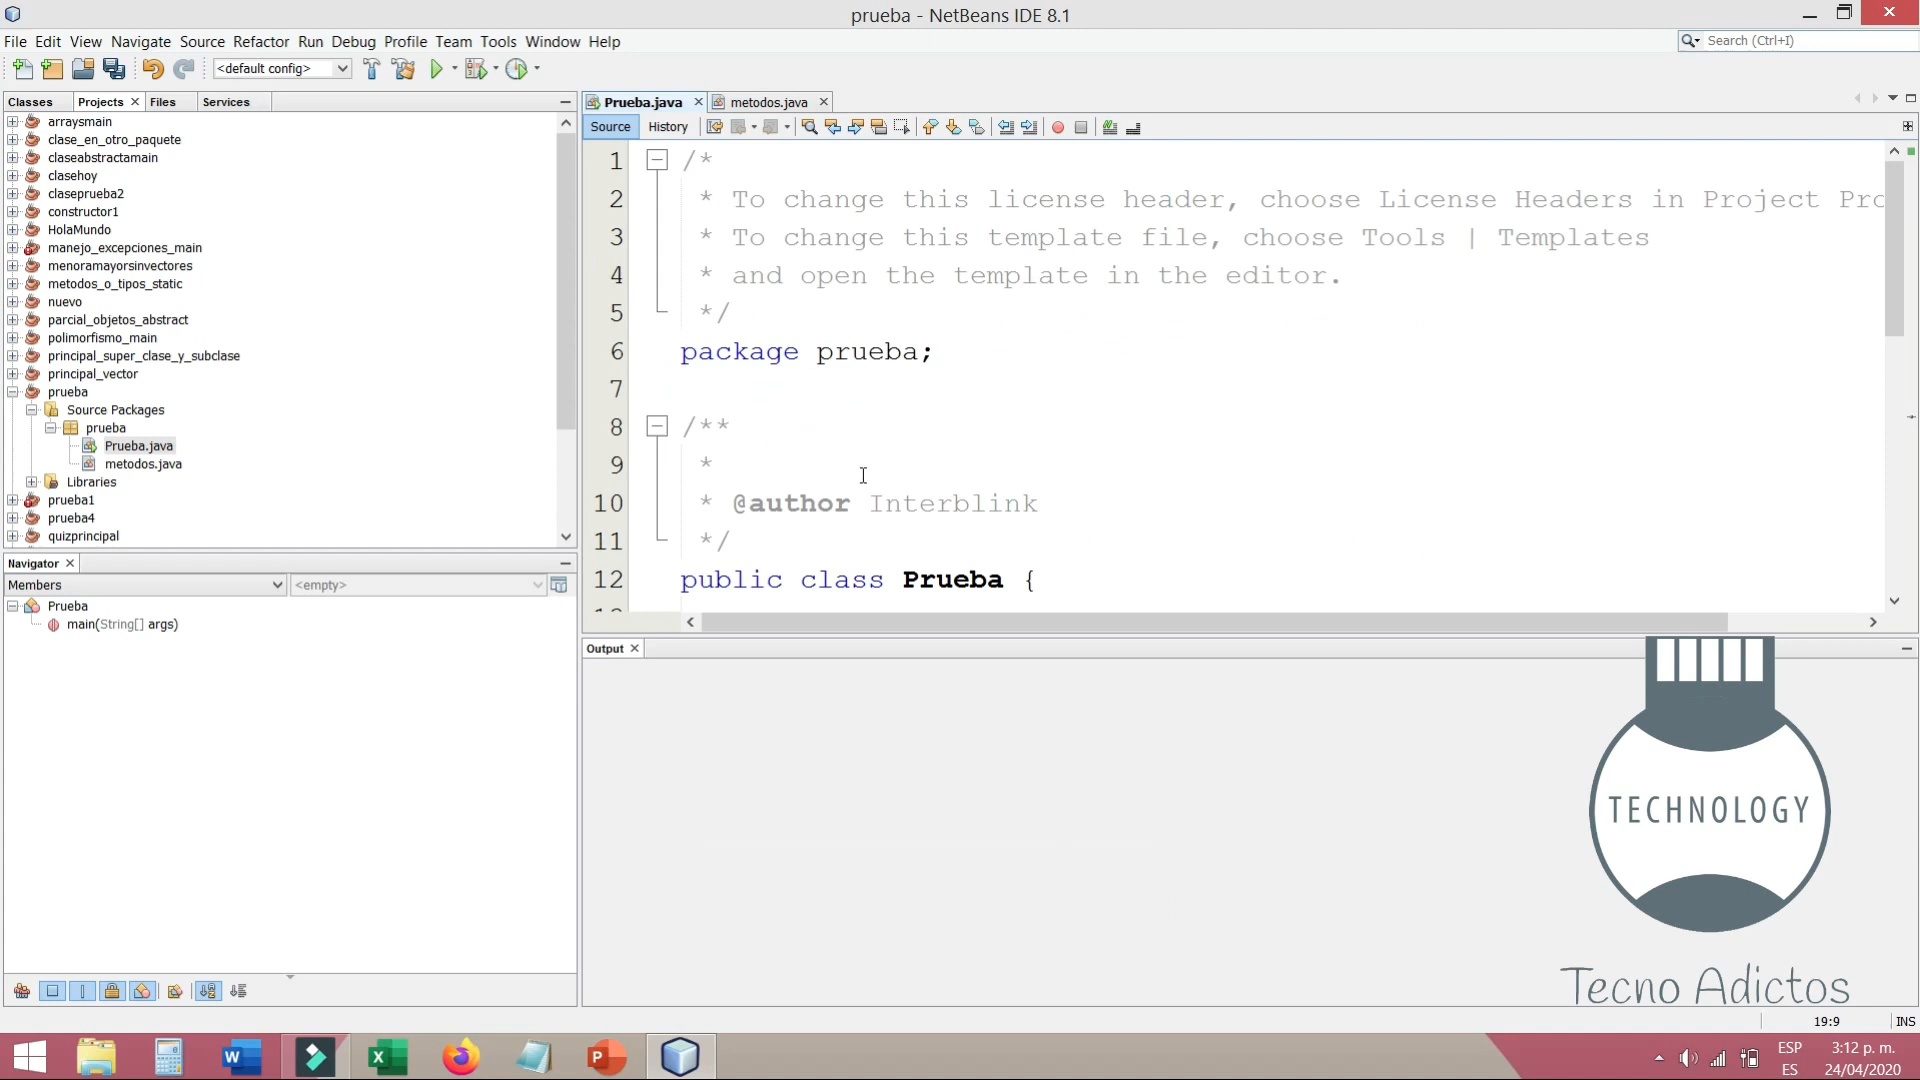 prueba - NetBeans IDE 8.1
File Edit View Navigate Source Refactor Run Debug Profile Team Tools Window Help
Search (Ctrl+I)
<default config>
Classes Projects Files Services
arraysmain
clase_en_otro_paquete
claseabstractamain
clasehoy
claseprueba2
constructor1
HolaMundo
manejo_excepciones_main
menoramayorsinvectores
metodos_o_tipos_static
nuevo
parcial_objetos_abstract
polimorfismo_main
principal_super_clase_y_subclase
principal_vector
prueba
Source Packages
prueba
Prueba.java
metodos.java
Libraries
prueba1
prueba4
quizprincipal
Navigator
Members <empty>
Prueba
main(String[] args)
Prueba.java metodos.java
Source History
1 /*
2 * To change this license header, choose License Headers in Project Pro
3 * To change this template file, choose Tools | Templates
4 * and open the template in the editor.
5 */
6 package prueba;
7
8 /**
9 *
10 * @author Interblink
11 */
12 public class Prueba {
Output
TECHNOLOGY
Tecno Adictos
19:9 INS
ESP
ES
3:12 p. m.
24/04/2020